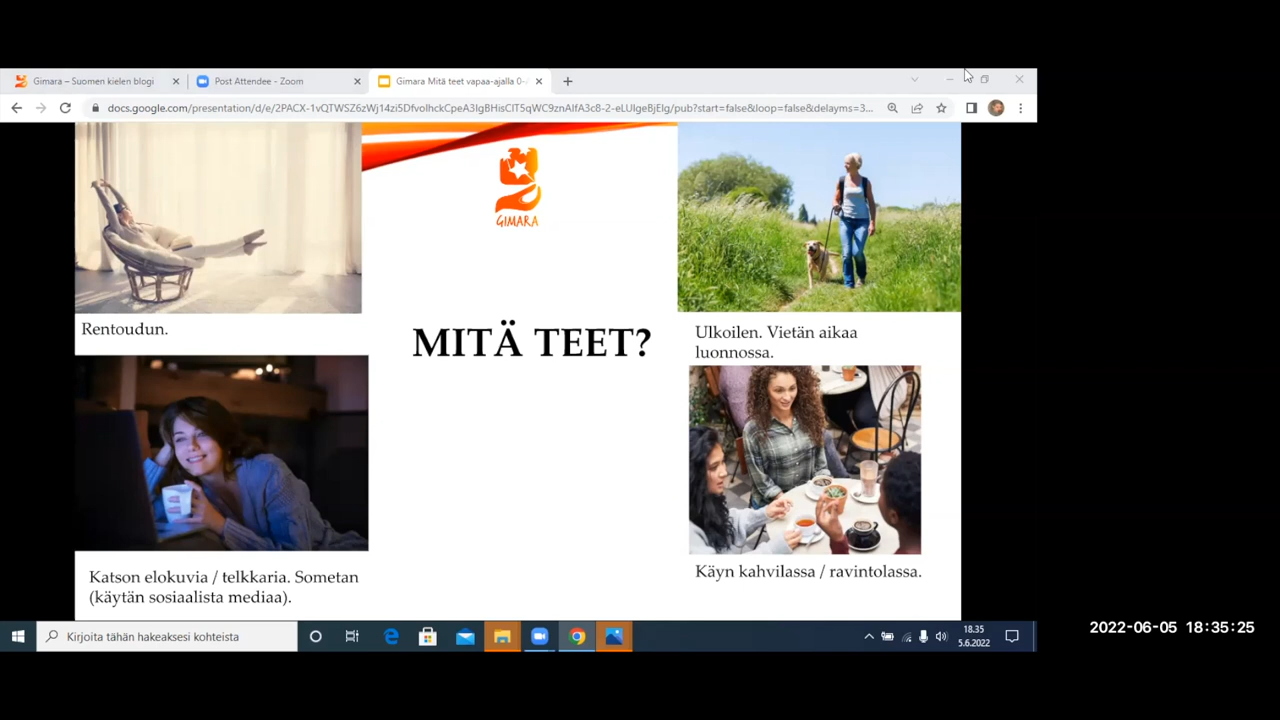 Gimara – Suomen kielen blogi
Post Attendee - Zoom
Gimara Mitä teet vapaa-ajalla 0-
docs.google.com/presentation/d/e/2PACX-1vQTWSZ6zWj14zi5DfvolhckCpeA3IgBHisClT5qWC9znAIfA3c8-2-eLUIgeBjEIg/pub?start=false&loop=false&delayms=3...
GIMARA
Rentoudun.
MITÄ TEET?
Ulkoilen. Vietän aikaa
luonnossa.
Katson elokuvia / telkkaria. Sometan
(käytän sosiaalista mediaa).
Käyn kahvilassa / ravintolassa.
Kirjoita tähän hakeaksesi kohteista
18.35
5.6.2022
2022-06-05 18:35:25